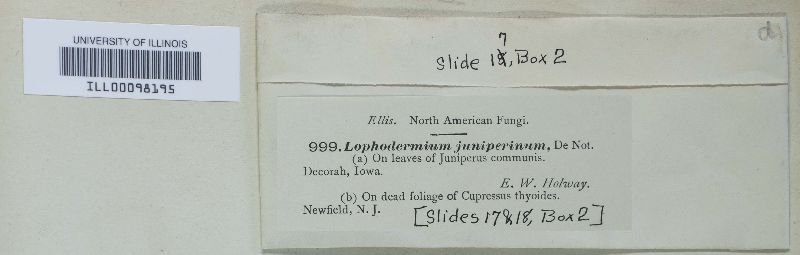 UNIVERSITY OF ILLINOIS
ILL00098195
7
Slide 18, Box 2
Ellis. North American Fungi.
999. Lophodermium juniperinum, De Not.
(a) On leaves of Juniperus communis.
Decorah, Iowa.
E. W. Holway.
(b) On dead foliage of Cupressus thyoides.
Newfield, N. J.
[Slides 17&18, Box 2]